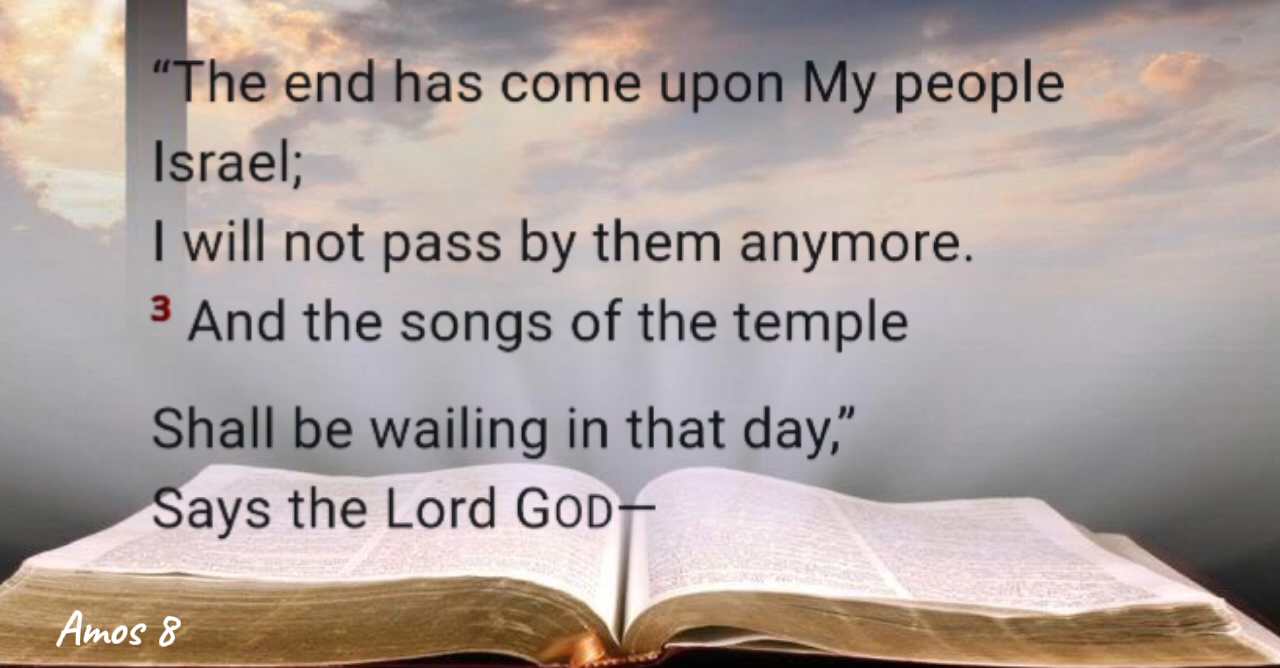 “The end has come upon My people
Israel;
I will not pass by them anymore.
3 And the songs of the temple
Shall be wailing in that day,”
Says the Lord GOD—
Amos 8